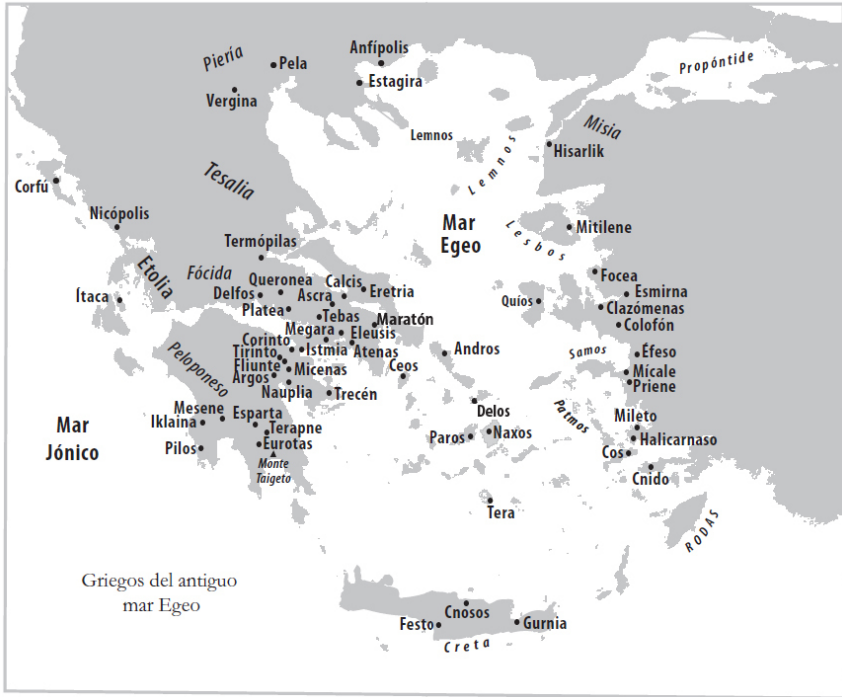 Anfípolis
Piería
Pela
Propóntide
Estagira
Vergina
Misia
Lemnos
Lemnos
Hisarlik
Tesalia
Corfú
Nicópolis
Mar
Egeo
Lesbos
Mitilene
Termópilas
Etolia
Fócida
Focea
Queronea
Calcis
Delfos
Ascra
Eretria
Esmirna
Ítaca
Quíos
Clazómenas
Platea
Tebas
Maratón
Colofón
Megara
Eleusis
Corinto
Istmia
Atenas
Andros
Samos
Éfeso
Tirinto
Peloponeso
Fliunte
Micenas
Ceos
Mícale
Argos
Priene
Nauplia
Trecén
Mesene
Esparta
Delos
Patmos
Mileto
Iklaina
Terapne
Mar
Jónico
Paros
Naxos
Halicarnaso
Pilos
Eurotas
Cos
Monte
Taigeto
Cnido
Tera
RODAS
Griegos del antiguo
mar Egeo
Cnosos
Festo
Gurnia
Creta